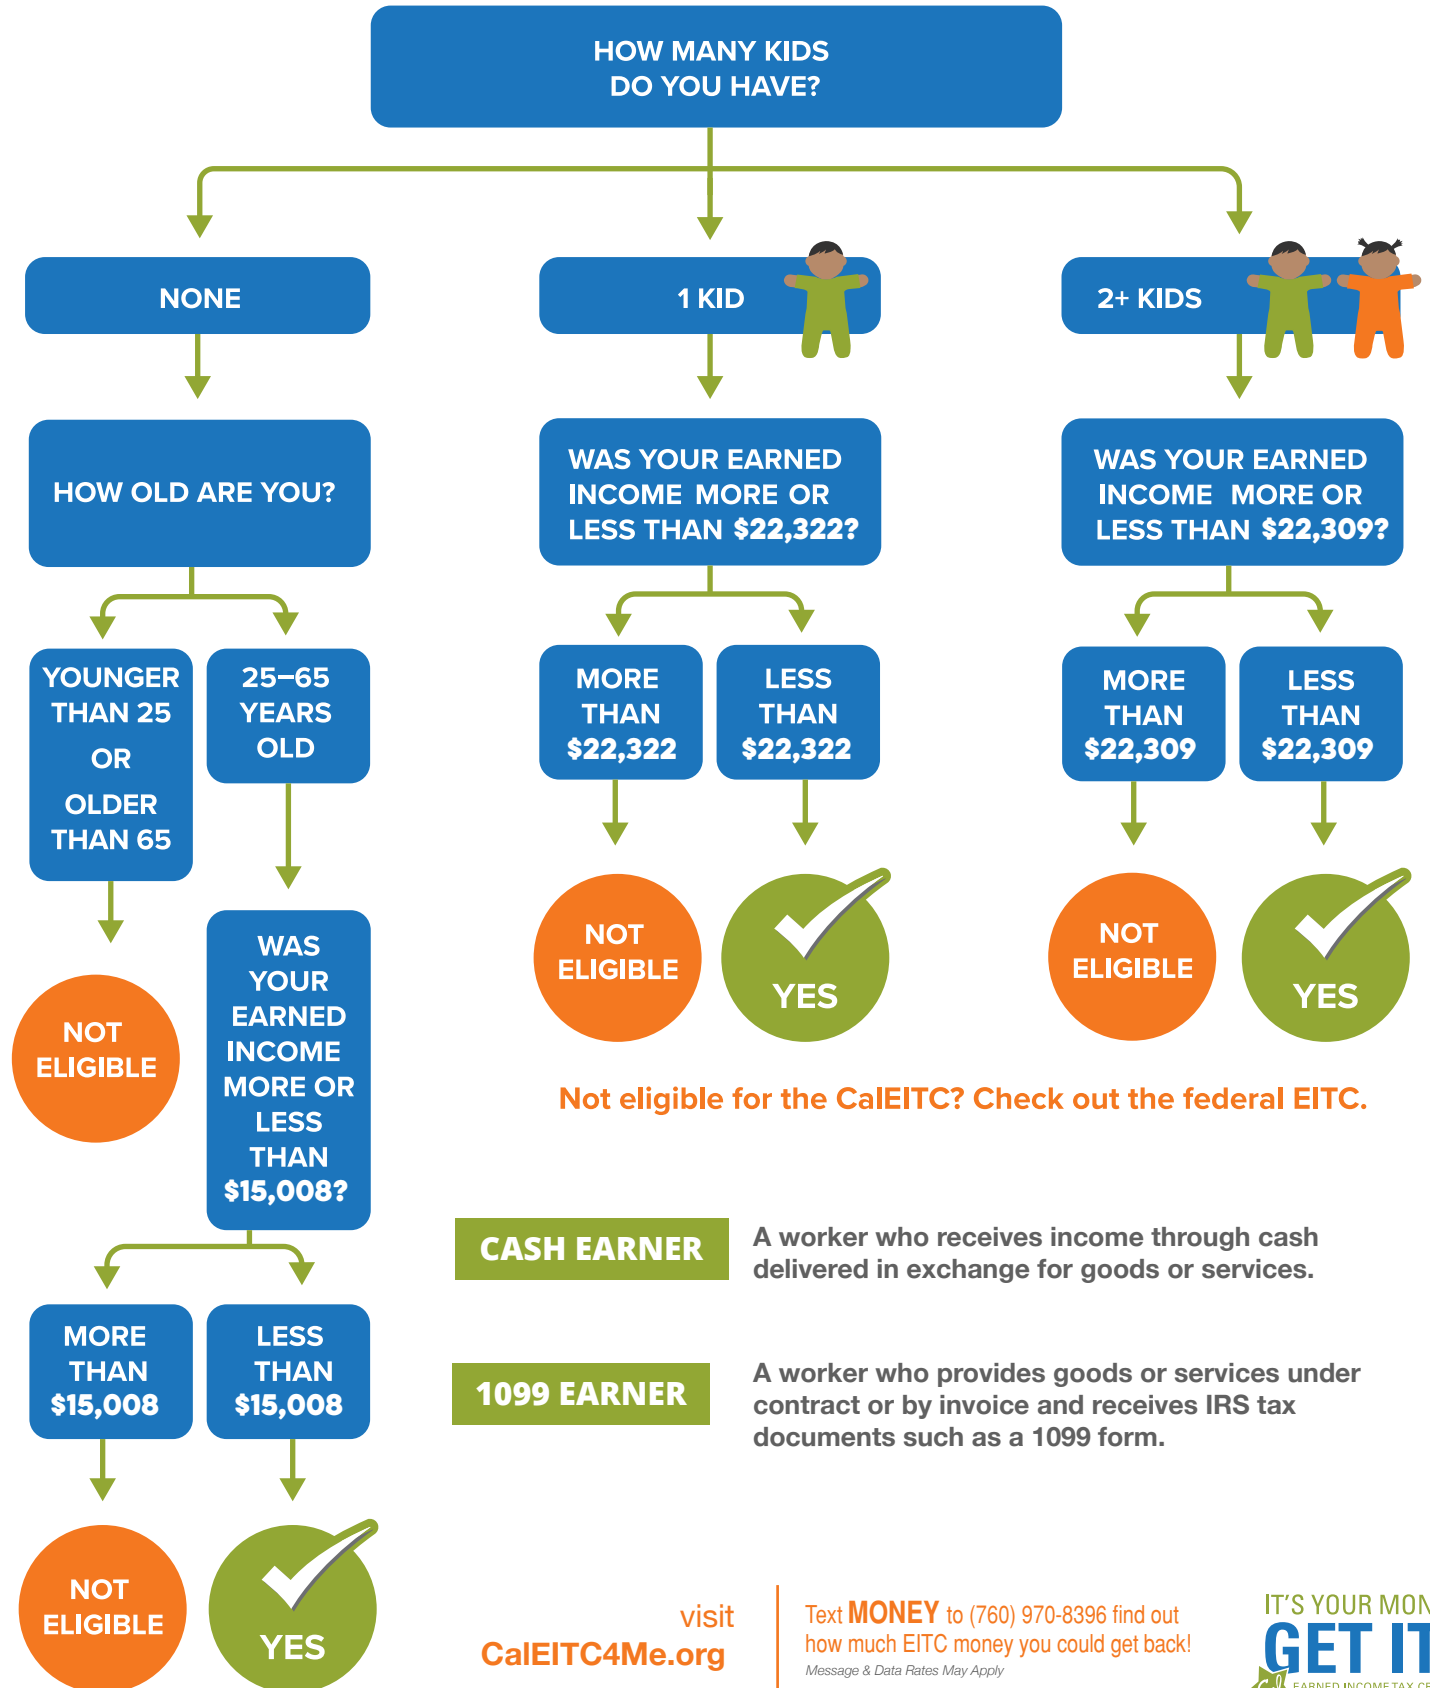 HOW MANY KIDS
DO YOU HAVE?
NONE
1 KID
2+ KIDS
HOW OLD ARE YOU?
WAS YOUR EARNED
INCOME MORE OR
LESS THAN $22,322?
WAS YOUR EARNED
INCOME MORE OR
LESS THAN $22,309?
YOUNGER
THAN 25
OR
OLDER
THAN 65
25–65
YEARS
OLD
MORE
THAN
$22,322
LESS
THAN
$22,322
MORE
THAN
$22,309
LESS
THAN
$22,309
NOT
ELIGIBLE
WAS
YOUR
EARNED
INCOME
MORE OR
LESS
THAN
$15,008?
NOT
ELIGIBLE
YES
NOT
ELIGIBLE
YES
Not eligible for the CalEITC? Check out the federal EITC.
CASH EARNER
A worker who receives income through cash
delivered in exchange for goods or services.
MORE
THAN
$15,008
LESS
THAN
$15,008
1099 EARNER
A worker who provides goods or services under
contract or by invoice and receives IRS tax
documents such as a 1099 form.
NOT
ELIGIBLE
YES
visit
CalEITC4Me.org
Text MONEY to (760) 970-8396 find out
how much EITC money you could get back!
Message & Data Rates May Apply
IT'S YOUR MON
GET IT
Cal
EARNED INCOME TAX CR